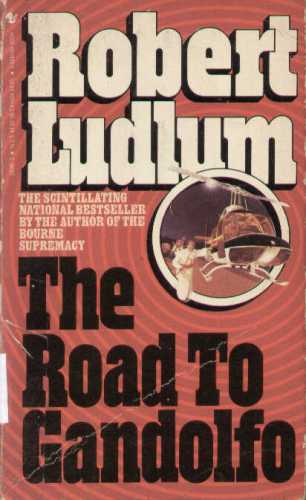 Robert
Ludlum
THE SCINTILLATING
NATIONAL BESTSELLER
BY THE AUTHOR OF THE
BOURNE
SUPREMACY
The
Road To
Gandolfo